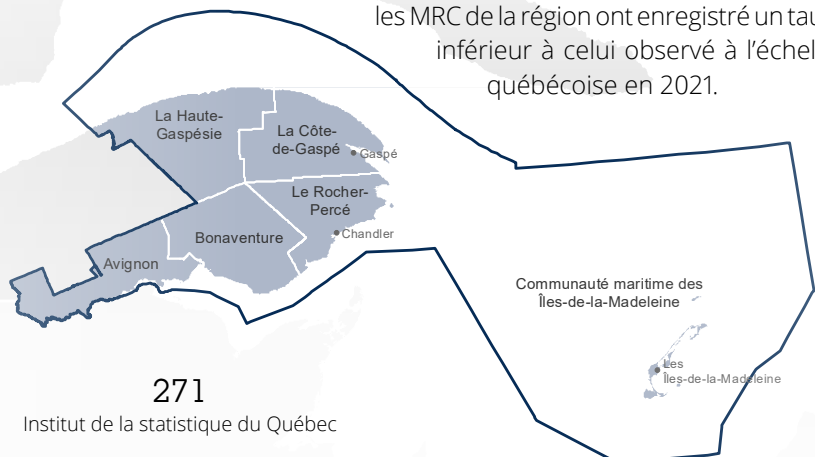 les MRC de la région ont enregistré un tau
inférieur à celui observé à l’échel
québécoise en 2021.
La Haute-
Gaspésie
La Côte-
de-Gaspé
Gaspé
Le Rocher-
Percé
Chandler
Bonaventure
Avignon
Communauté maritime des
Îles-de-la-Madeleine
Les
Îles-de-la-Madeleine
271
Institut de la statistique du Québec